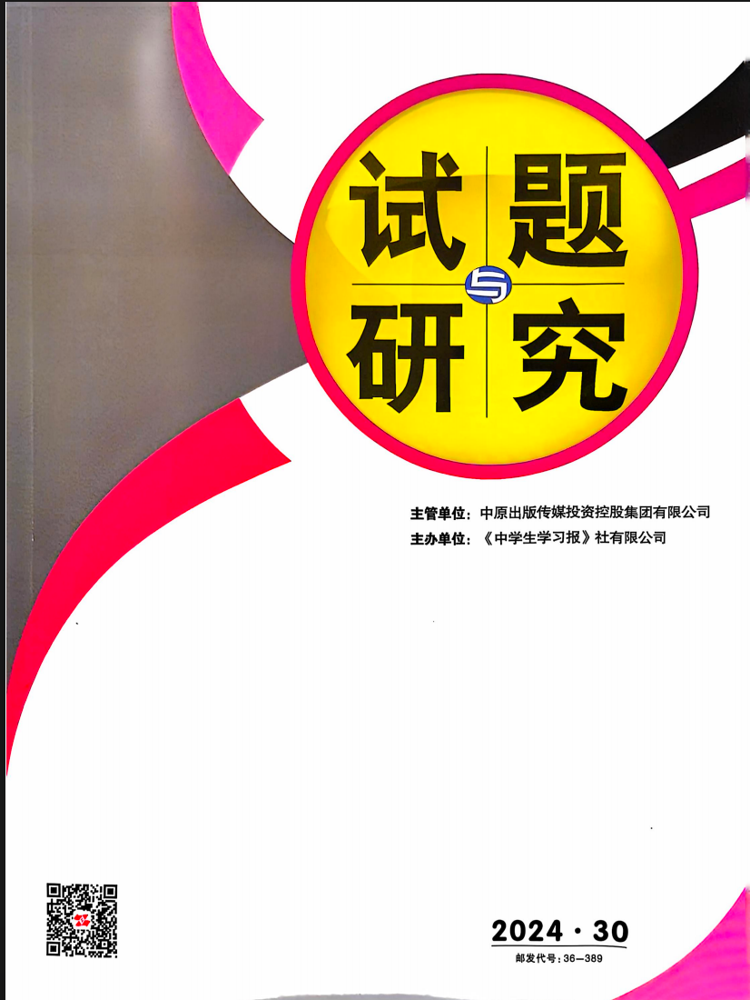 试题
与
研究
主管单位：中原出版传媒投资控股集团有限公司
主办单位：《中学生学习报》社有限公司
2024·30
邮发代号：36—389